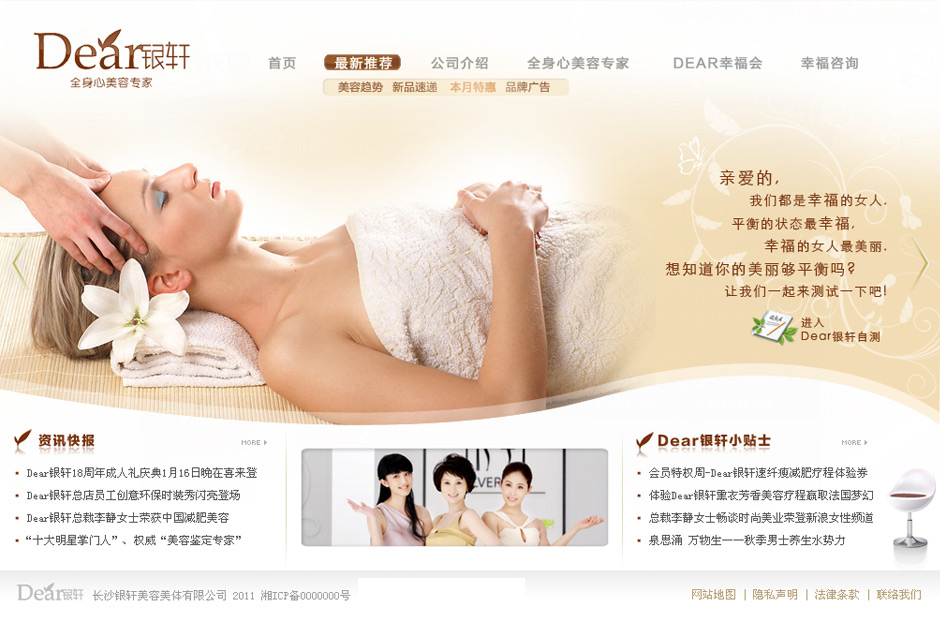 Dear银轩
全身心美容专家
首页 最新推荐 公司介绍 全身心美容专家 DEAR幸福会 幸福咨询
美容趋势 新品速递 本月特惠 品牌广告
亲爱的,
我们都是幸福的女人.
平衡的状态最幸福,
幸福的女人最美丽.
想知道你的美丽够平衡吗?
让我们一起来测试一下吧!
进入
Dear银轩自测
资讯快报 MORE
Dear银轩18周年成人礼庆典1月16日晚在喜来登
Dear银轩总店员工创意环保时装秀闪亮登场
Dear银轩总裁李静女士荣获中国减肥美容
“十大明星掌门人”、权威“美容鉴定专家”
Dear银轩小贴士 MORE
会员特权周-Dear银轩速纤瘦减肥疗程体验券
体验Dear银轩薰衣芳香美容疗程赢取法国梦幻
总裁李静女士畅谈时尚美业荣登新浪女性频道
泉思涌 万物生——秋季男士养生水势力
Dear银轩 长沙银轩美容美体有限公司 2011 湘ICP备0000000号
网站地图 | 隐私声明 | 法律条款 | 联络我们